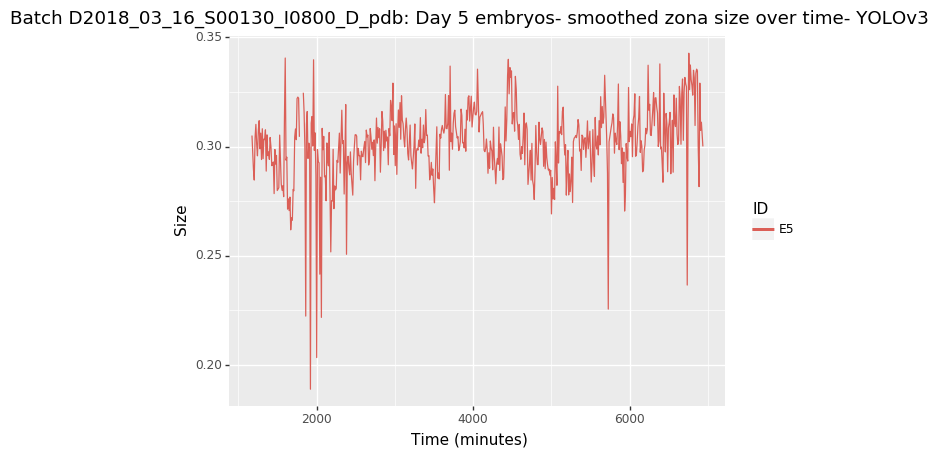 Batch D2018_03_16_S00130_I0800_D_pdb: Day 5 embryos- smoothed zona size over time- YOLOv3
0.35
0.30
0.25
0.20
Size
2000
4000
6000
Time (minutes)
ID
E5